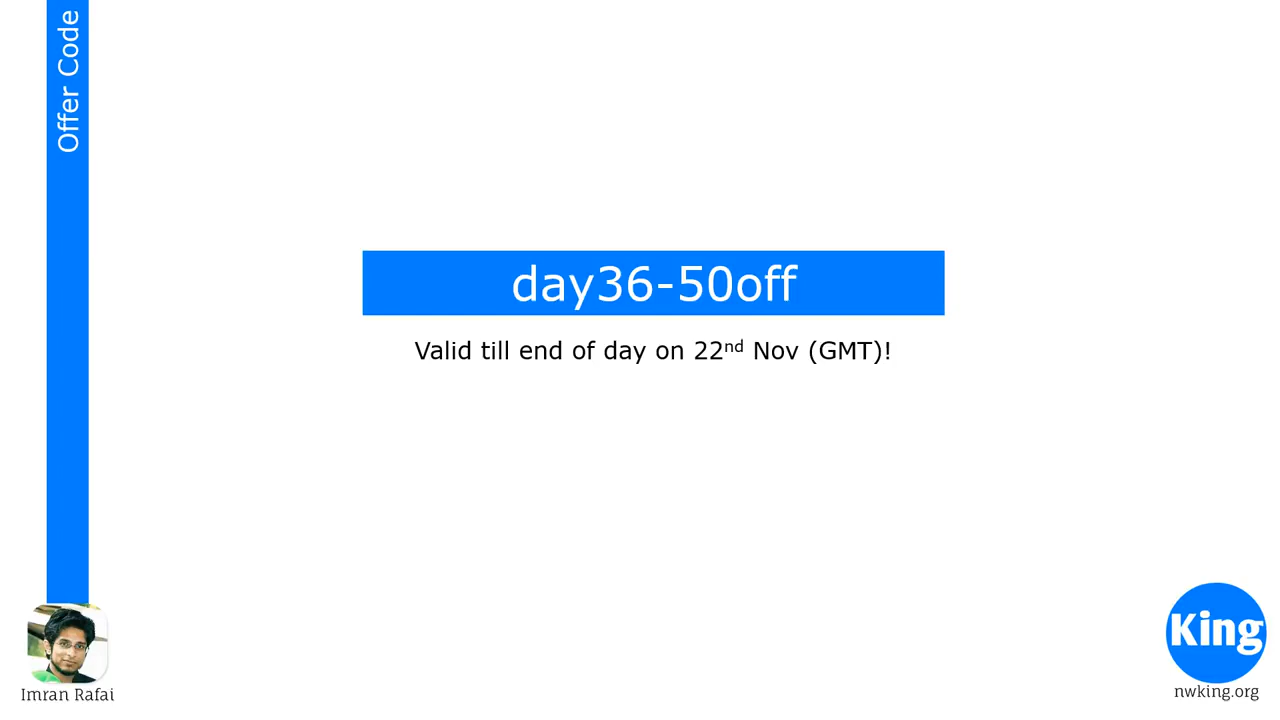 Offer Code
day36-50off
Valid till end of day on 22nd Nov (GMT)!
Imran Rafai
King
nwking.org